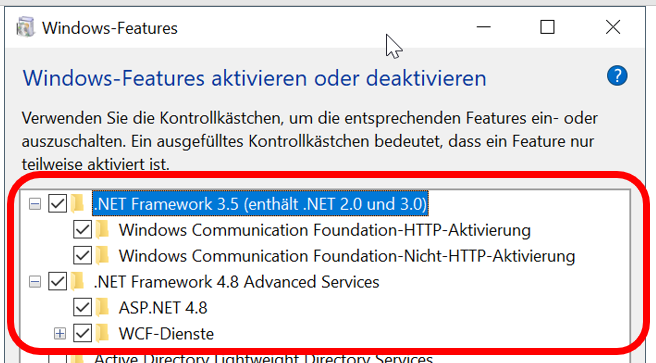 Windows-Features
Windows-Features aktivieren oder deaktivieren
Verwenden Sie die Kontrollkästchen, um die entsprechenden Features ein- oder
auszuschalten. Ein ausgefülltes Kontrollkästchen bedeutet, dass ein Feature nur
teilweise aktiviert ist.
.NET Framework 3.5 (enthält .NET 2.0 und 3.0)
Windows Communication Foundation-HTTP-Aktivierung
Windows Communication Foundation-Nicht-HTTP-Aktivierung
.NET Framework 4.8 Advanced Services
ASP.NET 4.8
WCF-Dienste
Active Directory Lightweight Directory Services